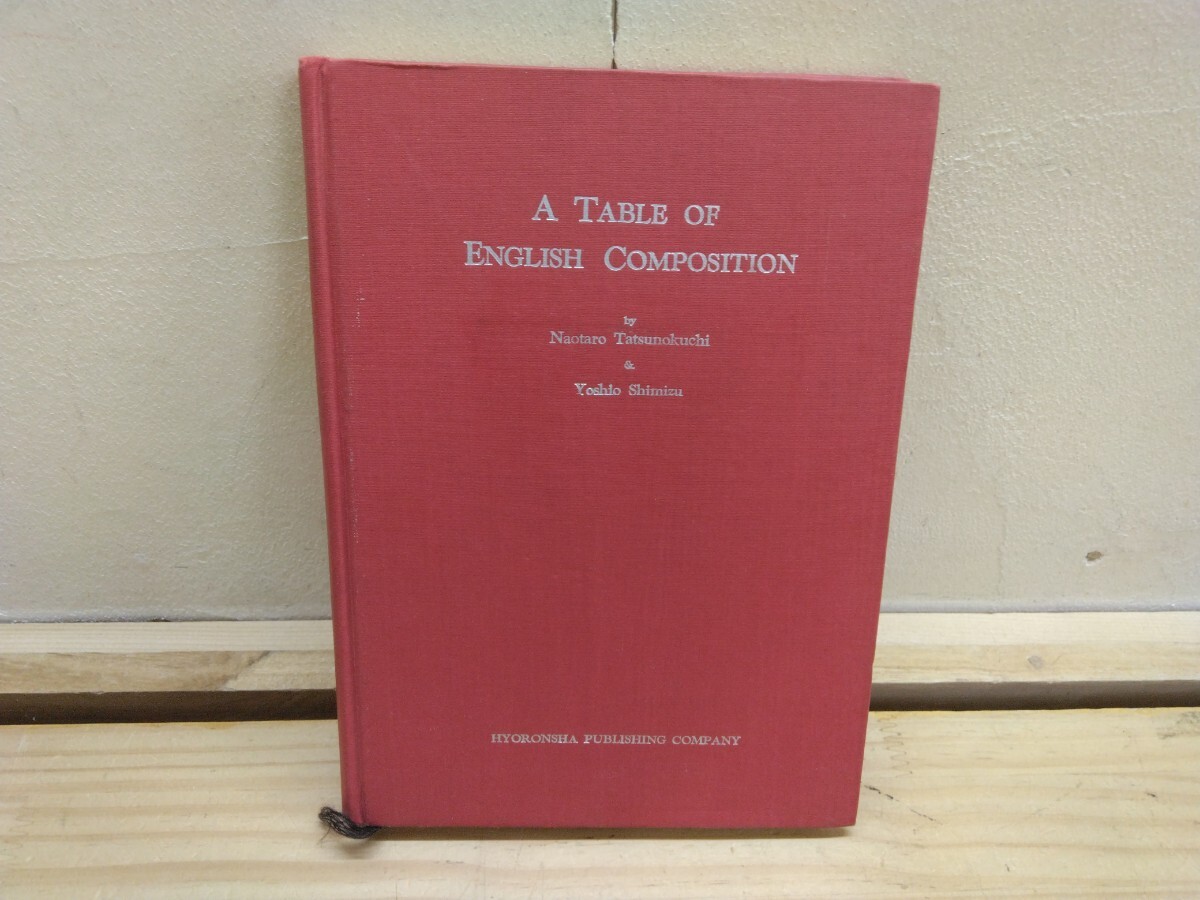 A TABLE OF
ENGLISH COMPOSITION
by
Naotaro Tatsunokuchi
&
Yoshio Shimizu
HYORONSHA PUBLISHING COMPANY